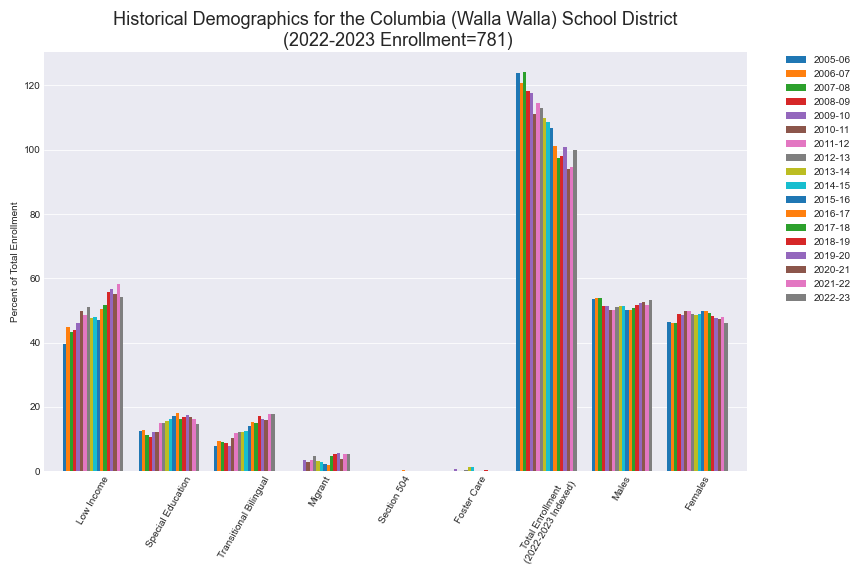 Historical Demographics for the Columbia (Walla Walla) School District
(2022-2023 Enrollment=781)
Percent of Total Enrollment
120
100
80
60
40
20
0
Low Income
Special Education
Transitional Bilingual
Migrant
Section 504
Foster Care
Total Enrollment
(2022-2023 Indexed)
Males
Females
2005-06
2006-07
2007-08
2008-09
2009-10
2010-11
2011-12
2012-13
2013-14
2014-15
2015-16
2016-17
2017-18
2018-19
2019-20
2020-21
2021-22
2022-23